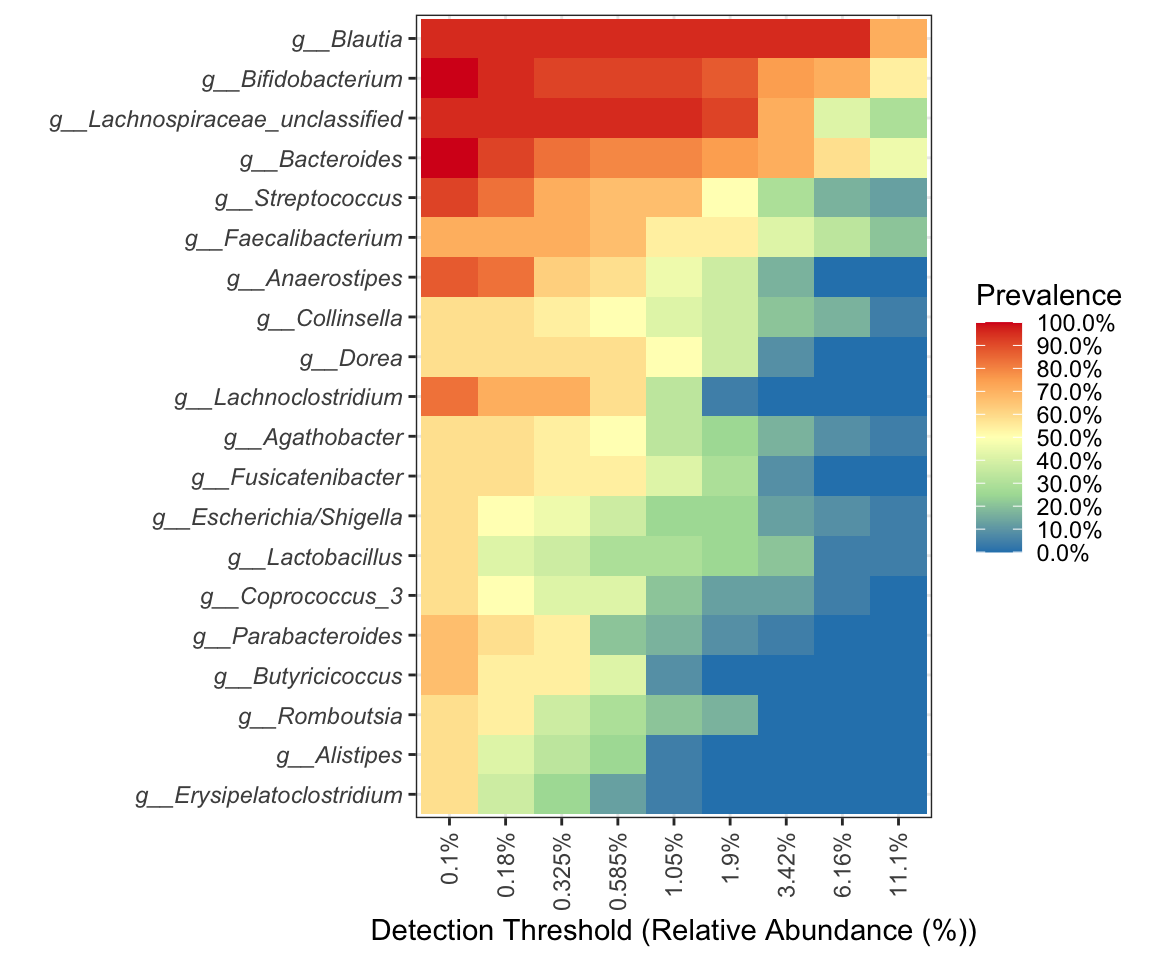 g__Blautia
g__Bifidobacterium
g__Lachnospiraceae_unclassified
g__Bacteroides
g__Streptococcus
g__Faecalibacterium
g__Anaerostipes
g__Collinsella
g__Dorea
g__Lachnoclostridium
g__Agathobacter
g__Fusicatenibacter
g__Escherichia/Shigella
g__Lactobacillus
g__Coprococcus_3
g__Parabacteroides
g__Butyricicoccus
g__Romboutsia
g__Alistipes
g__Erysipelatoclostridium
0.1%
0.18%
0.325%
0.585%
1.05%
1.9%
3.42%
6.16%
11.1%
Detection Threshold (Relative Abundance (%))
Prevalence
100.0%
90.0%
80.0%
70.0%
60.0%
50.0%
40.0%
30.0%
20.0%
10.0%
0.0%